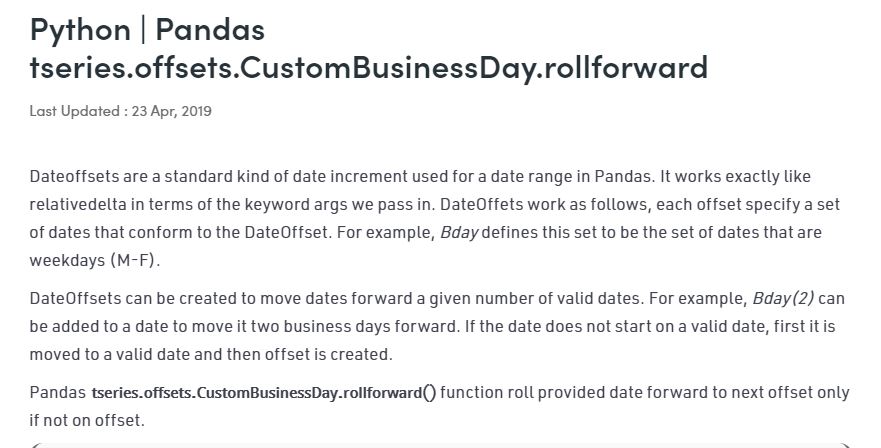 Python | Pandas
tseries.offsets.CustomBusinessDay.rollforward
Last Updated : 23 Apr, 2019
Dateoffsets are a standard kind of date increment used for a date range in Pandas. It works exactly like
relativedelta in terms of the keyword args we pass in. DateOffets work as follows, each offset specify a set
of dates that conform to the DateOffset. For example, Bday defines this set to be the set of dates that are
weekdays (M-F).
DateOffsets can be created to move dates forward a given number of valid dates. For example, Bday(2) can
be added to a date to move it two business days forward. If the date does not start on a valid date, first it is
moved to a valid date and then offset is created.
Pandas tseries.offsets.CustomBusinessDay.rollforward() function roll provided date forward to next offset only
if not on offset.